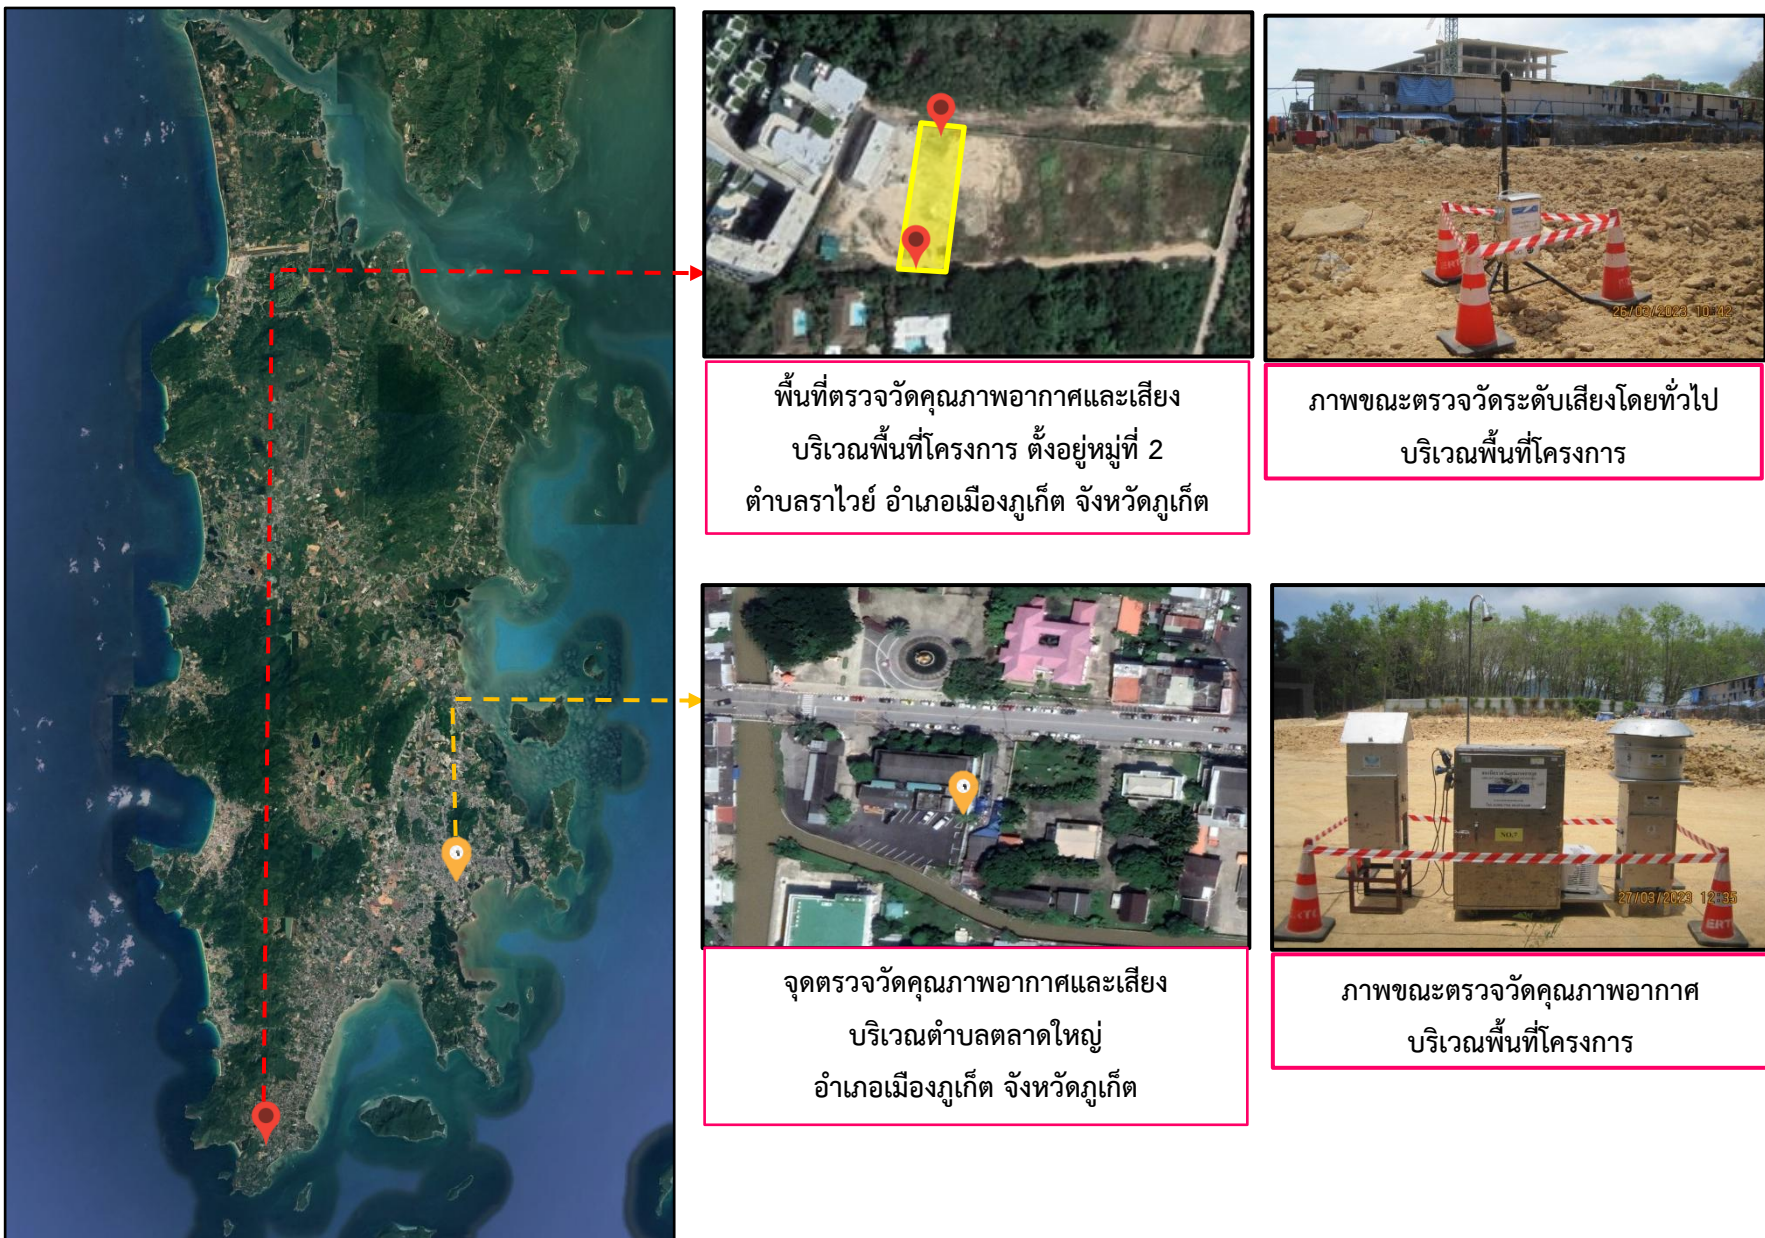 พื้นที่ตรวจวัดคุณภาพอากาศและเสียง
บริเวณพื้นที่โครงการ ตั้งอยู่หมู่ที่ 2
ตำบลราไวย์ อำเภอเมืองภูเก็ต จังหวัดภูเก็ต
26/03/2023 10:42
ภาพขณะตรวจวัดระดับเสียงโดยทั่วไป
บริเวณพื้นที่โครงการ
จุดตรวจวัดคุณภาพอากาศและเสียง
บริเวณตำบลตลาดใหญ่
อำเภอเมืองภูเก็ต จังหวัดภูเก็ต
NO.7
27/03/2023 12:35
ERT
ภาพขณะตรวจวัดคุณภาพอากาศ
บริเวณพื้นที่โครงการ